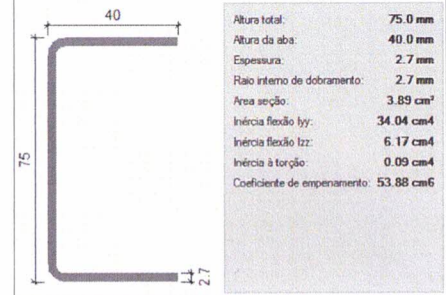 40
75
2.7
Altura total: 75.0 mm
Altura da aba: 40.0 mm
Espessura: 2.7 mm
Raio interno de dobramento: 2.7 mm
Area seção: 3.89 cm²
Inércia flexão Iyy: 34.04 cm4
Inércia flexão Izz: 6.17 cm4
Inércia à torção: 0.09 cm4
Coeficiente de empenamento: 53.88 cm6